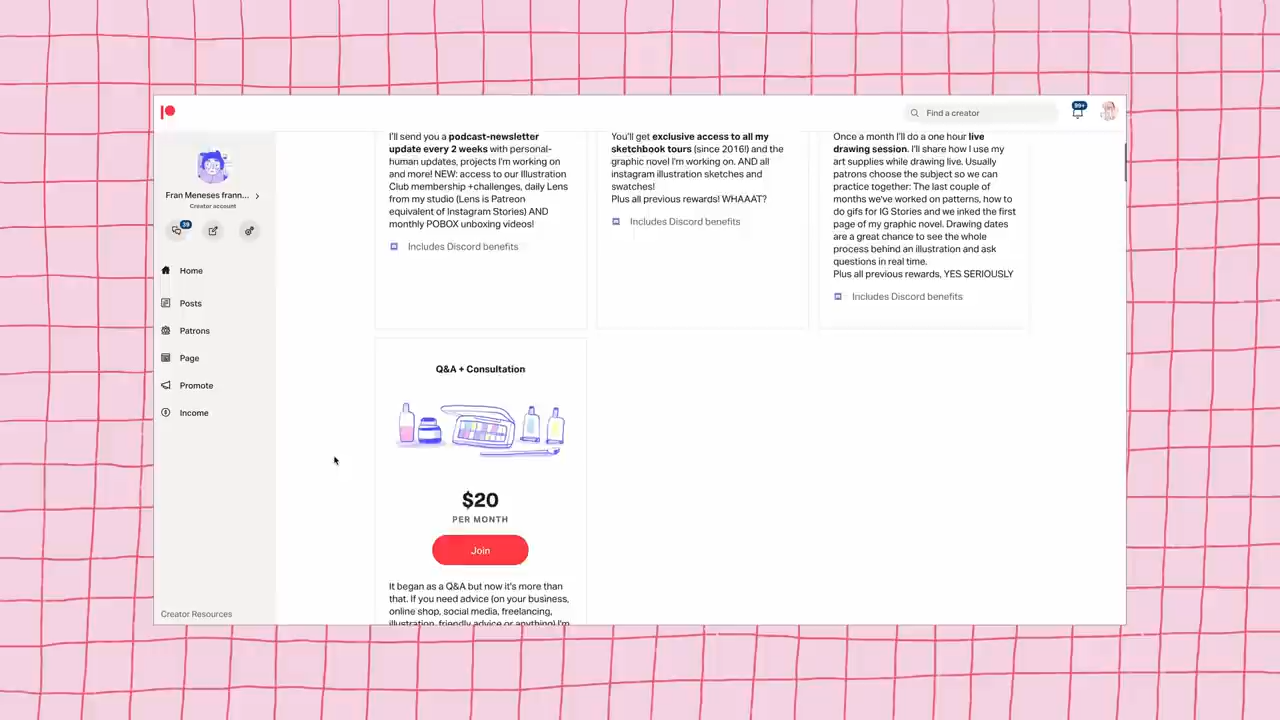 Find a creator
99+
Fran Meneses frann...
Creator account
39
Home
Posts
Patrons
Page
Promote
Income
Creator Resources
I'll send you a podcast-newsletter
update every 2 weeks with personal-
human updates, projects I'm working on
and more! NEW: access to our Illustration
Club membership +challenges, daily Lens
from my studio (Lens is Patreon
equivalent of Instagram Stories) AND
monthly POBOX unboxing videos!
Includes Discord benefits
You'll get exclusive access to all my
sketchbook tours (since 2016!) and the
graphic novel I'm working on. AND all
instagram illustration sketches and
swatches!
Plus all previous rewards! WHAAAT?
Includes Discord benefits
Once a month I'll do a one hour live
drawing session. I'll share how I use my
art supplies while drawing live. Usually
patrons choose the subject so we can
practice together: The last couple of
months we've worked on patterns, how to
do gifs for IG Stories and we inked the first
page of my graphic novel. Drawing dates
are a great chance to see the whole
process behind an illustration and ask
questions in real time.
Plus all previous rewards, YES SERIOUSLY
Includes Discord benefits
Q&A + Consultation
$20
PER MONTH
Join
It began as a Q&A but now it's more than
that. If you need advice (on your business,
online shop, social media, freelancing,
illustration, friendly advice or anything) I'm